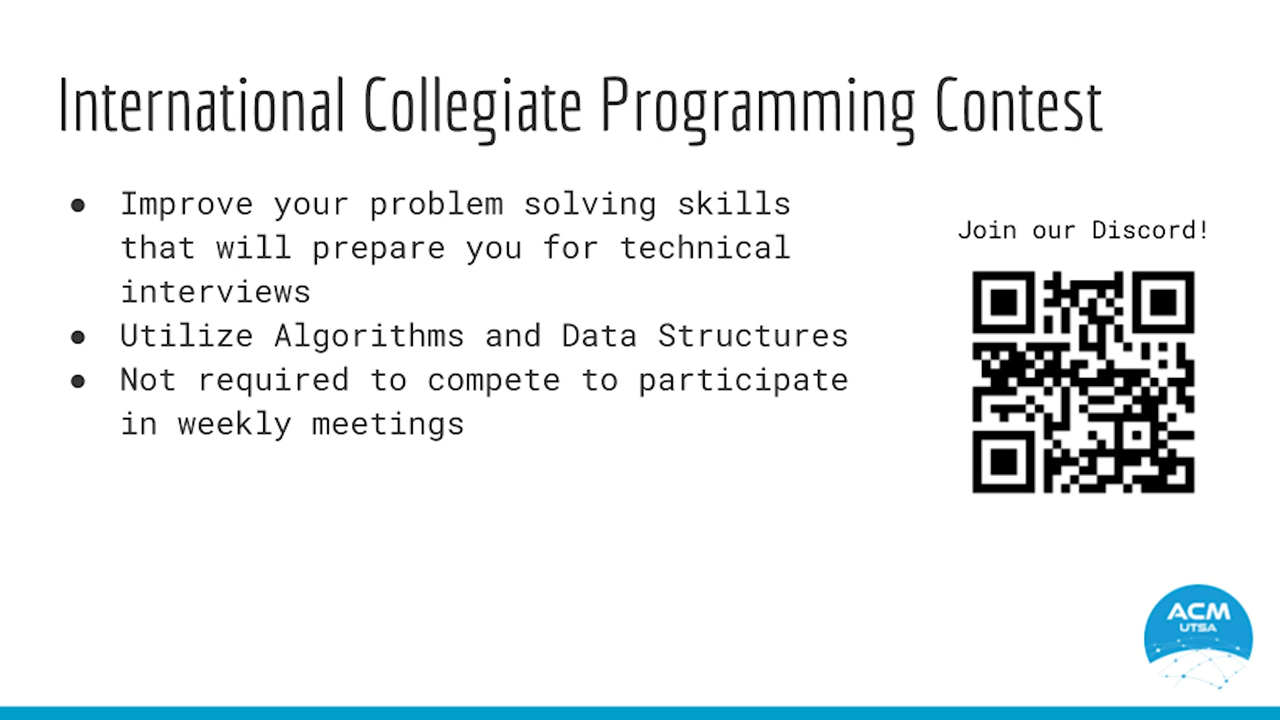 International Collegiate Programming Contest
● Improve your problem solving skills
that will prepare you for technical
interviews
● Utilize Algorithms and Data Structures
● Not required to compete to participate
in weekly meetings
Join our Discord!
ACM
UTSA